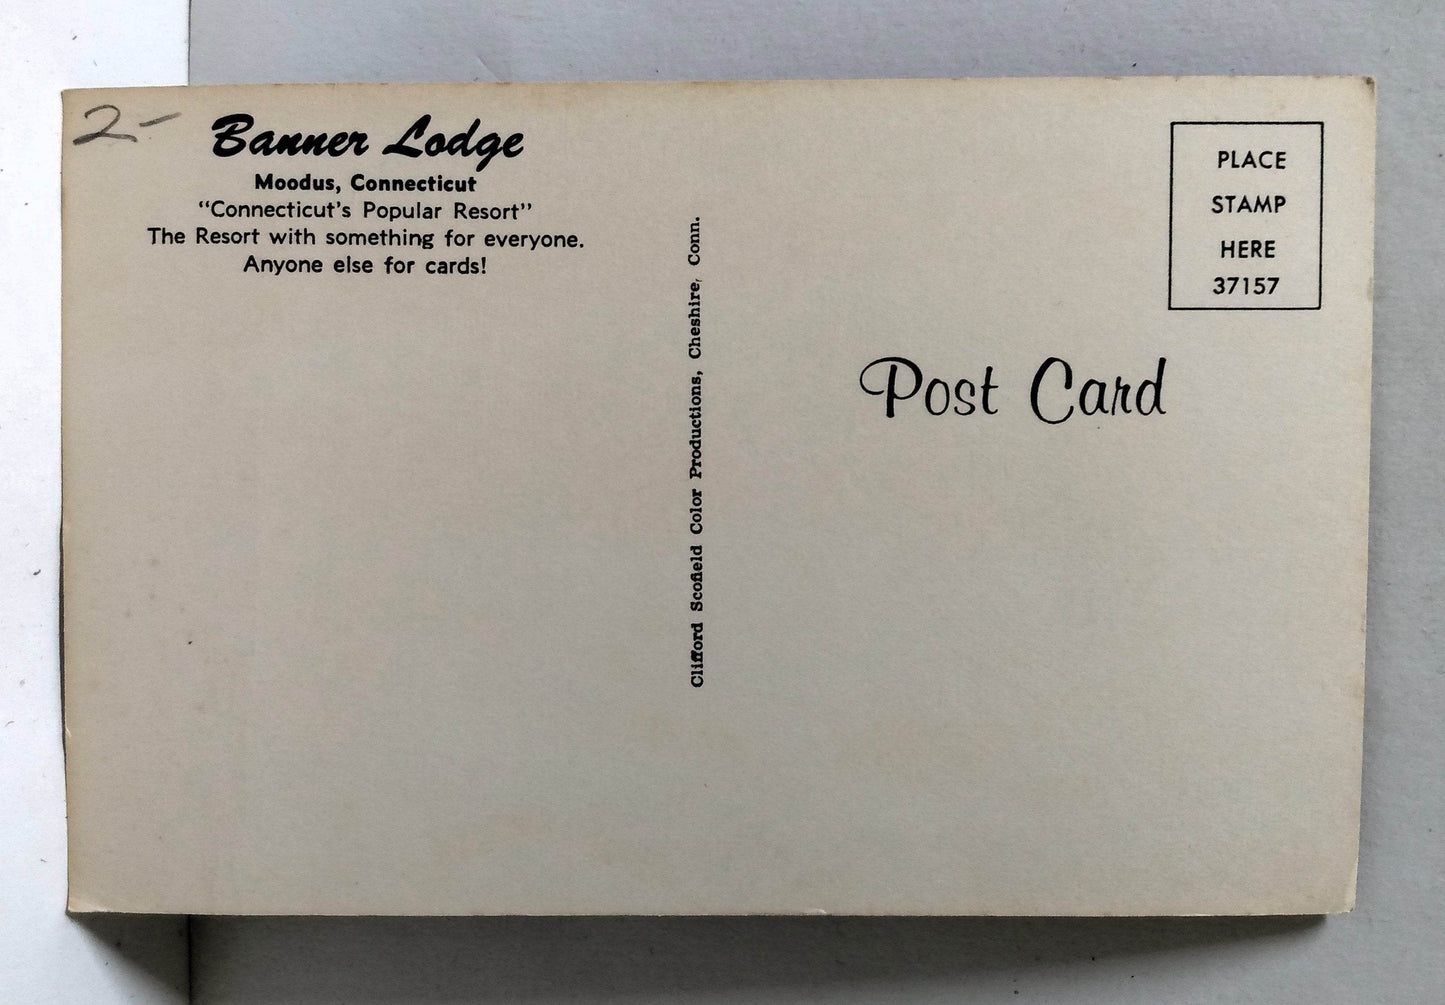 2-
Banner Lodge
Moodus, Connecticut
“Connecticut's Popular Resort”
The Resort with something for everyone.
Anyone else for cards!
Clifford Scofield Color Productions, Cheshire, Conn.
PLACE
STAMP
HERE
37157
Post Card